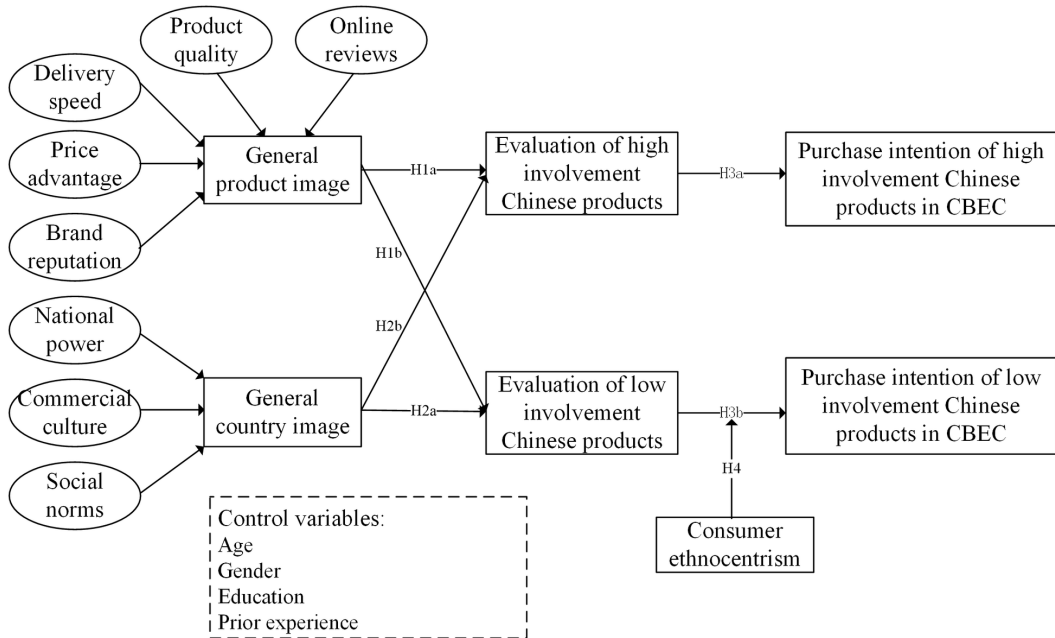 Product
quality
Online
reviews
Delivery
speed
Price
advantage
Brand
reputation
General
product image
H1a
Evaluation of high
involvement
Chinese products
H3a
Purchase intention of high
involvement Chinese
products in CBEC
H1b
H2b
National
power
Commercial
culture
Social
norms
General
country image
H2a
Evaluation of low
involvement
Chinese products
H3b
Purchase intention of low
involvement Chinese
products in CBEC
H4
Consumer
ethnocentrism
Control variables:
Age
Gender
Education
Prior experience